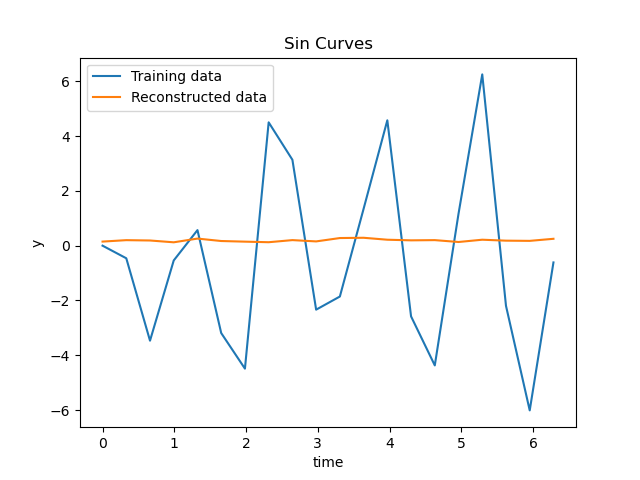 Sin Curves
Training data
Reconstructed data
6
4
2
0
−2
−4
−6
y
0 1 2 3 4 5 6
time